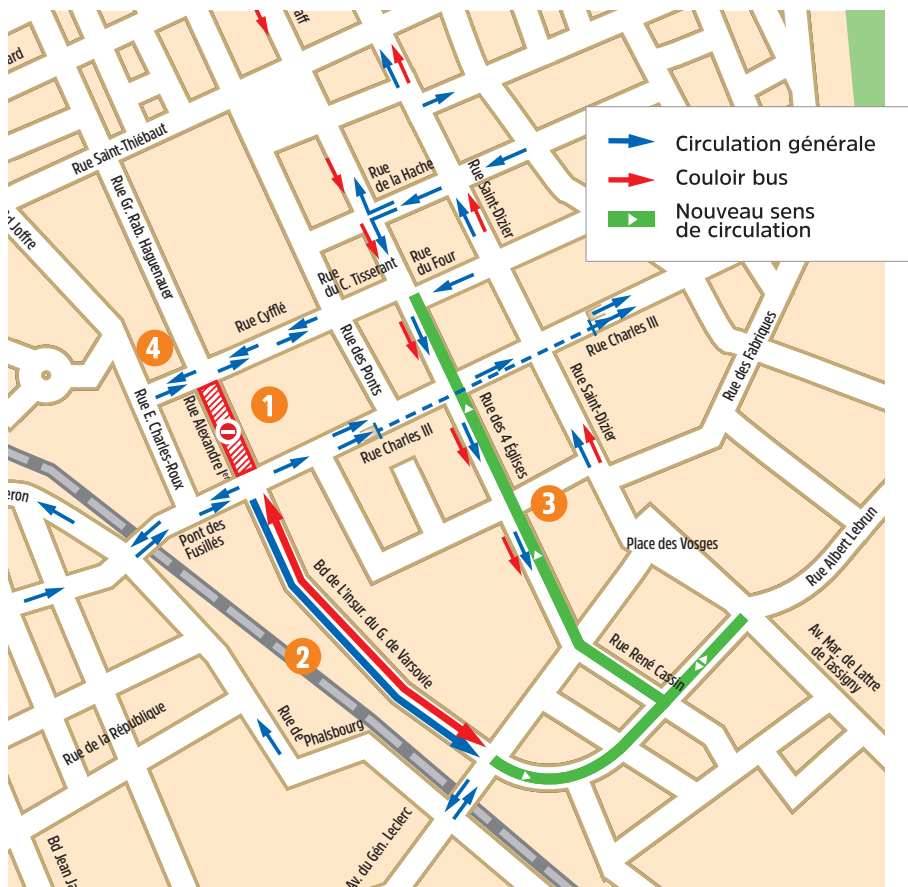 Circulation générale
Couloir bus
Nouveau sens
de circulation
Rue Saint-Thiébaut
Rue Gr. Rab. Haguenauer
Joffre
Rue
de la Hache
Rue Saint-Dizier
Rue
du C. Tisserant
Rue
du Four
Rue Cyfflé
Rue des Ponts
Rue Charles III
Rue des Fabriques
4
1
Rue E. Charles-Roux
Rue Alexandre 1er
Rue Charles III
Rue des 4 Églises
Rue Saint-Dizier
3
Pont des
Fusillés
Place des Vosges
Rue Albert Lebrun
Bd de L'insur. du G. de Varsovie
2
Rue René Cassin
Av. Mar. de Lattre
de Tassigny
Rue de
Phalsbourg
Rue de la République
Av. du Gén. Leclerc
Bd Jean